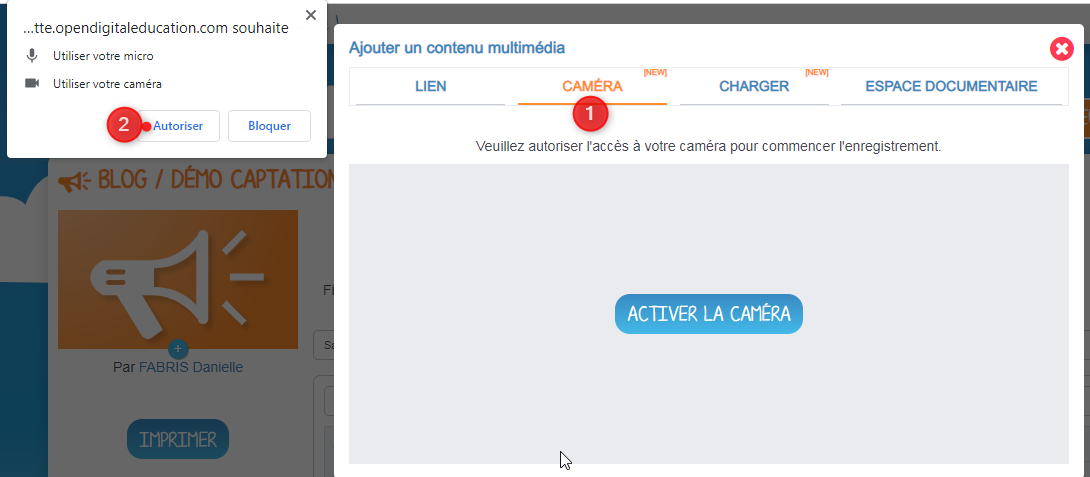 ...tte.opendigitaleducation.com souhaite
Utiliser votre micro
Utiliser votre caméra
2
Autoriser
Bloquer
Ajouter un contenu multimédia
LIEN
CAMÉRA
[NEW]
CHARGER
[NEW]
ESPACE DOCUMENTAIRE
1
Veuillez autoriser l'accès à votre caméra pour commencer l'enregistrement.
ACTIVER LA CAMÉRA
BLOG / DÉMO CAPTATION
Par FABRIS Danielle
IMPRIMER